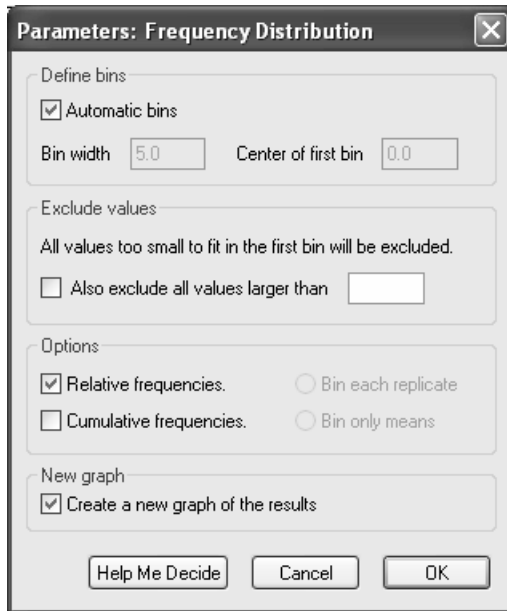 Parameters: Frequency Distribution
Define bins
Automatic bins
Bin width 5.0 Center of first bin 0.0
Exclude values
All values too small to fit in the first bin will be excluded.
Also exclude all values larger than
Options
Relative frequencies. Bin each replicate
Cumulative frequencies. Bin only means
New graph
Create a new graph of the results
Help Me Decide Cancel OK